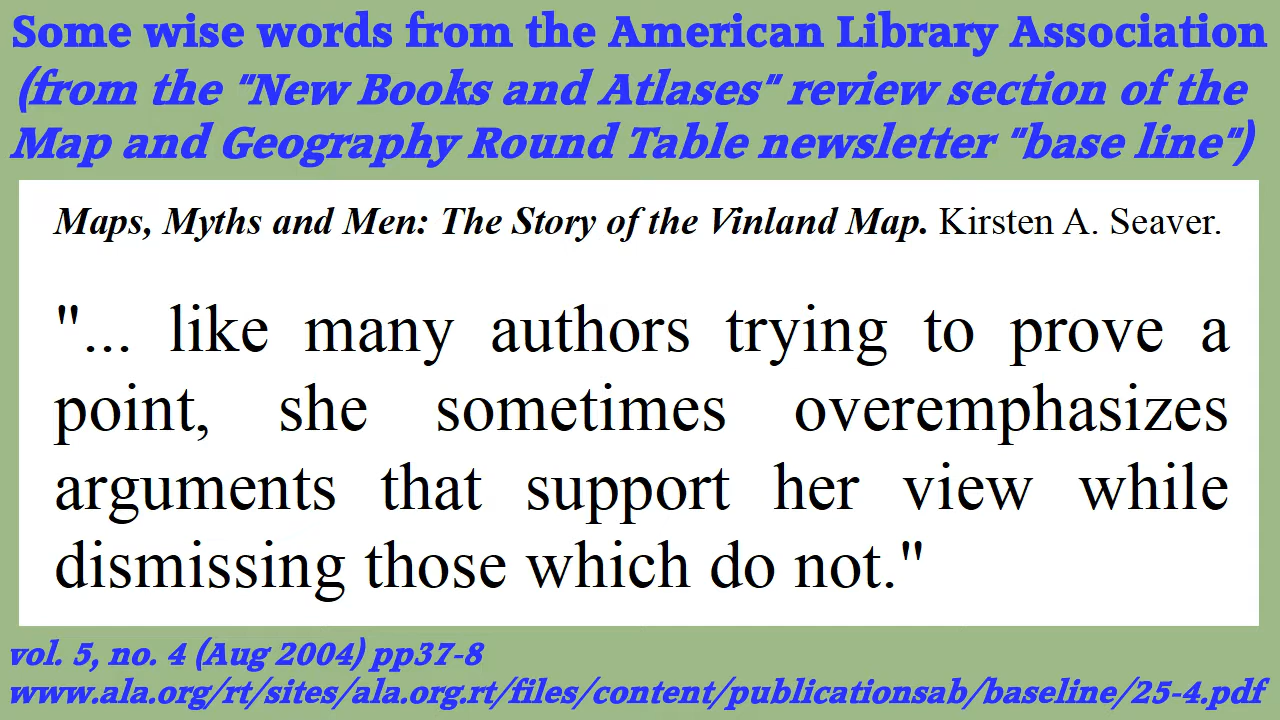 Some wise words from the American Library Association
(from the "New Books and Atlases" review section of the
Map and Geography Round Table newsletter "base line")
Maps, Myths and Men: The Story of the Vinland Map. Kirsten A. Seaver.
"... like many authors trying to prove a
point, she sometimes overemphasizes
arguments that support her view while
dismissing those which do not."
vol. 5, no. 4 (Aug 2004) pp37-8
www.ala.org/rt/sites/ala.org.rt/files/content/publicationsab/baseline/25-4.pdf